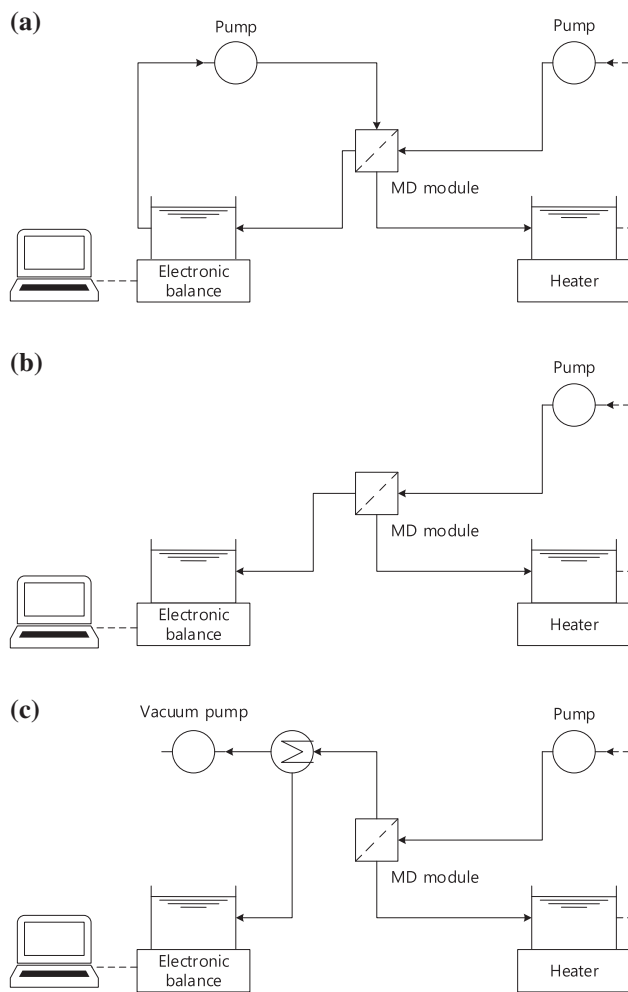 (a)
Pump
Pump
MD module
Electronic
balance
Heater
(b)
Pump
MD module
Electronic
balance
Heater
(c)
Vacuum pump
Pump
MD module
Electronic
balance
Heater